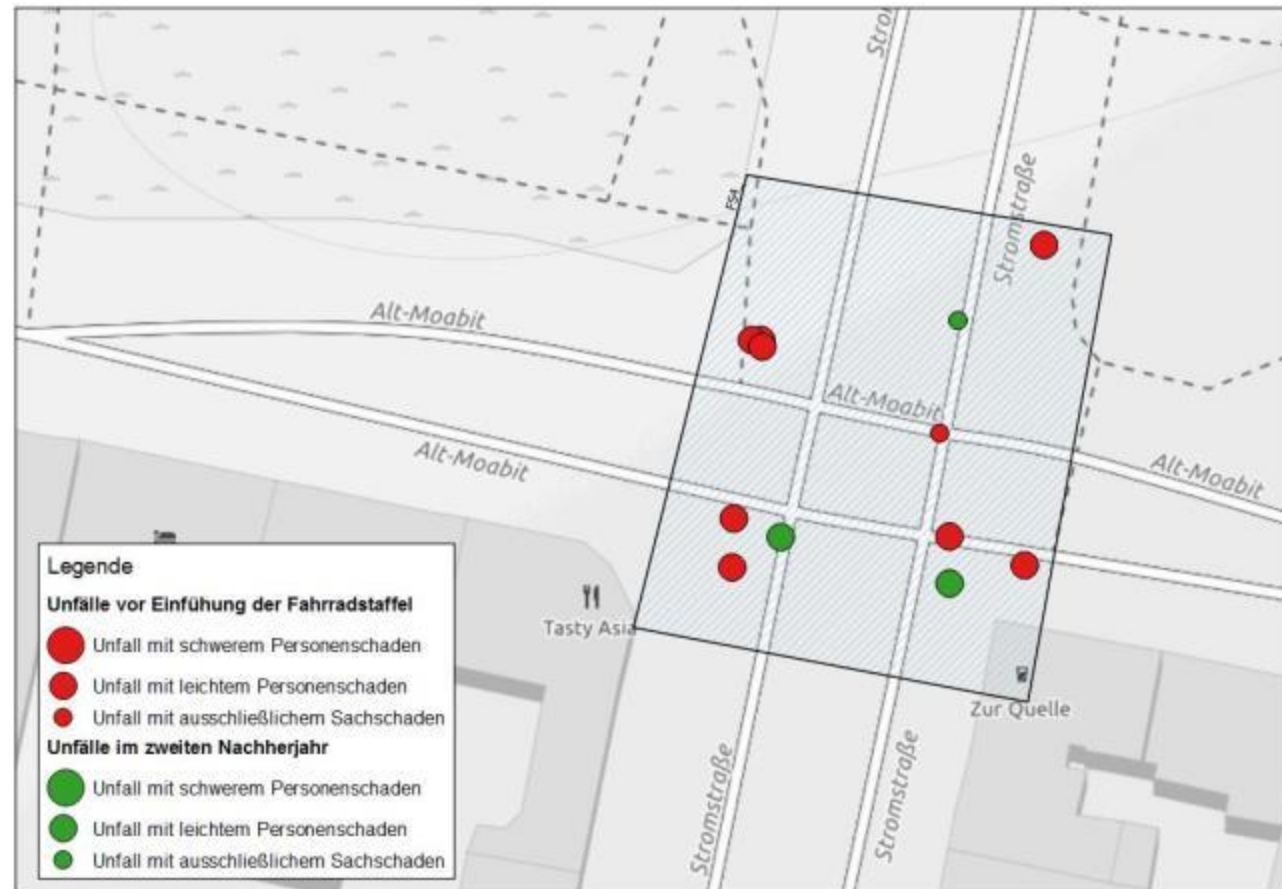 Stro
Stromstraße
FSA
Alt-Moabit
Alt-Moabit
Alt-Moabit
Alt-Moabit
Legende
Unfälle vor Einfühung der Fahrradstaffel
Unfall mit schwerem Personenschaden
Unfall mit leichtem Personenschaden
Unfall mit ausschließlichem Sachschaden
Unfälle im zweiten Nachherjahr
Unfall mit schwerem Personenschaden
Unfall mit leichtem Personenschaden
Unfall mit ausschließlichem Sachschaden
Tasty Asia
Zur Quelle
Stromstraße
Stromstraße